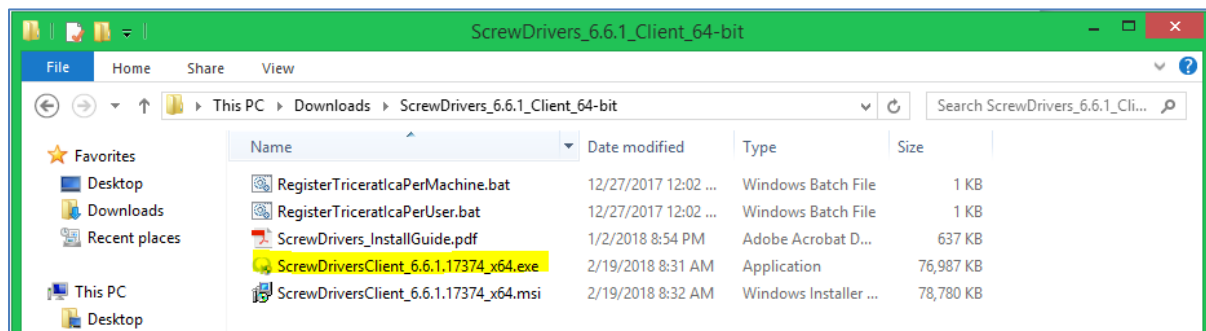 ScrewDrivers_6.6.1_Client_64-bit
File Home Share View
This PC Downloads ScrewDrivers_6.6.1_Client_64-bit Search ScrewDrivers_6.6.1_Cli...
Favorites Name Date modified Type Size
Desktop RegisterTriceratIcaPerMachine.bat 12/27/2017 12:02 ... Windows Batch File 1 KB
Downloads RegisterTriceratIcaPerUser.bat 12/27/2017 12:02 ... Windows Batch File 1 KB
Recent places ScrewDrivers_InstallGuide.pdf 1/2/2018 8:54 PM Adobe Acrobat D... 637 KB
ScrewDriversClient_6.6.1.17374_x64.exe 2/19/2018 8:31 AM Application 76,987 KB
This PC ScrewDriversClient_6.6.1.17374_x64.msi 2/19/2018 8:32 AM Windows Installer ... 78,780 KB
Desktop